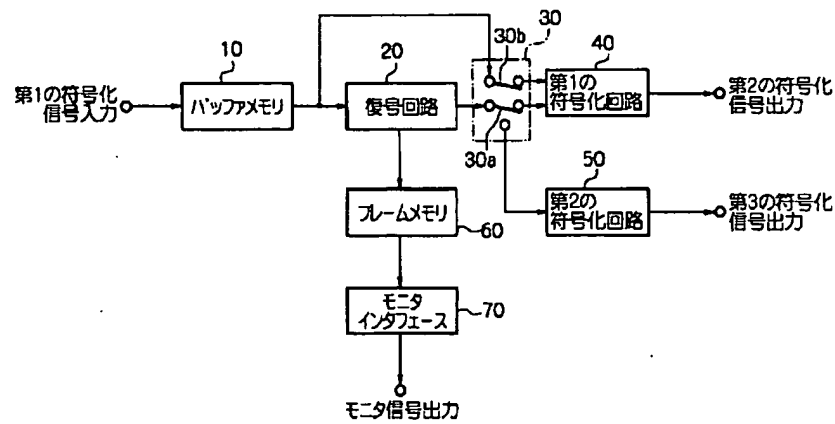 30
10
20
30b
40
第1の符号化
信号入力
バッファメモリ
復号回路
第1の
符号化回路
第2の符号化
信号出力
30a
50
フレームメモリ
60
第2の
符号化回路
第3の符号化
信号出力
モニタ
インタフェース
70
モニタ信号出力